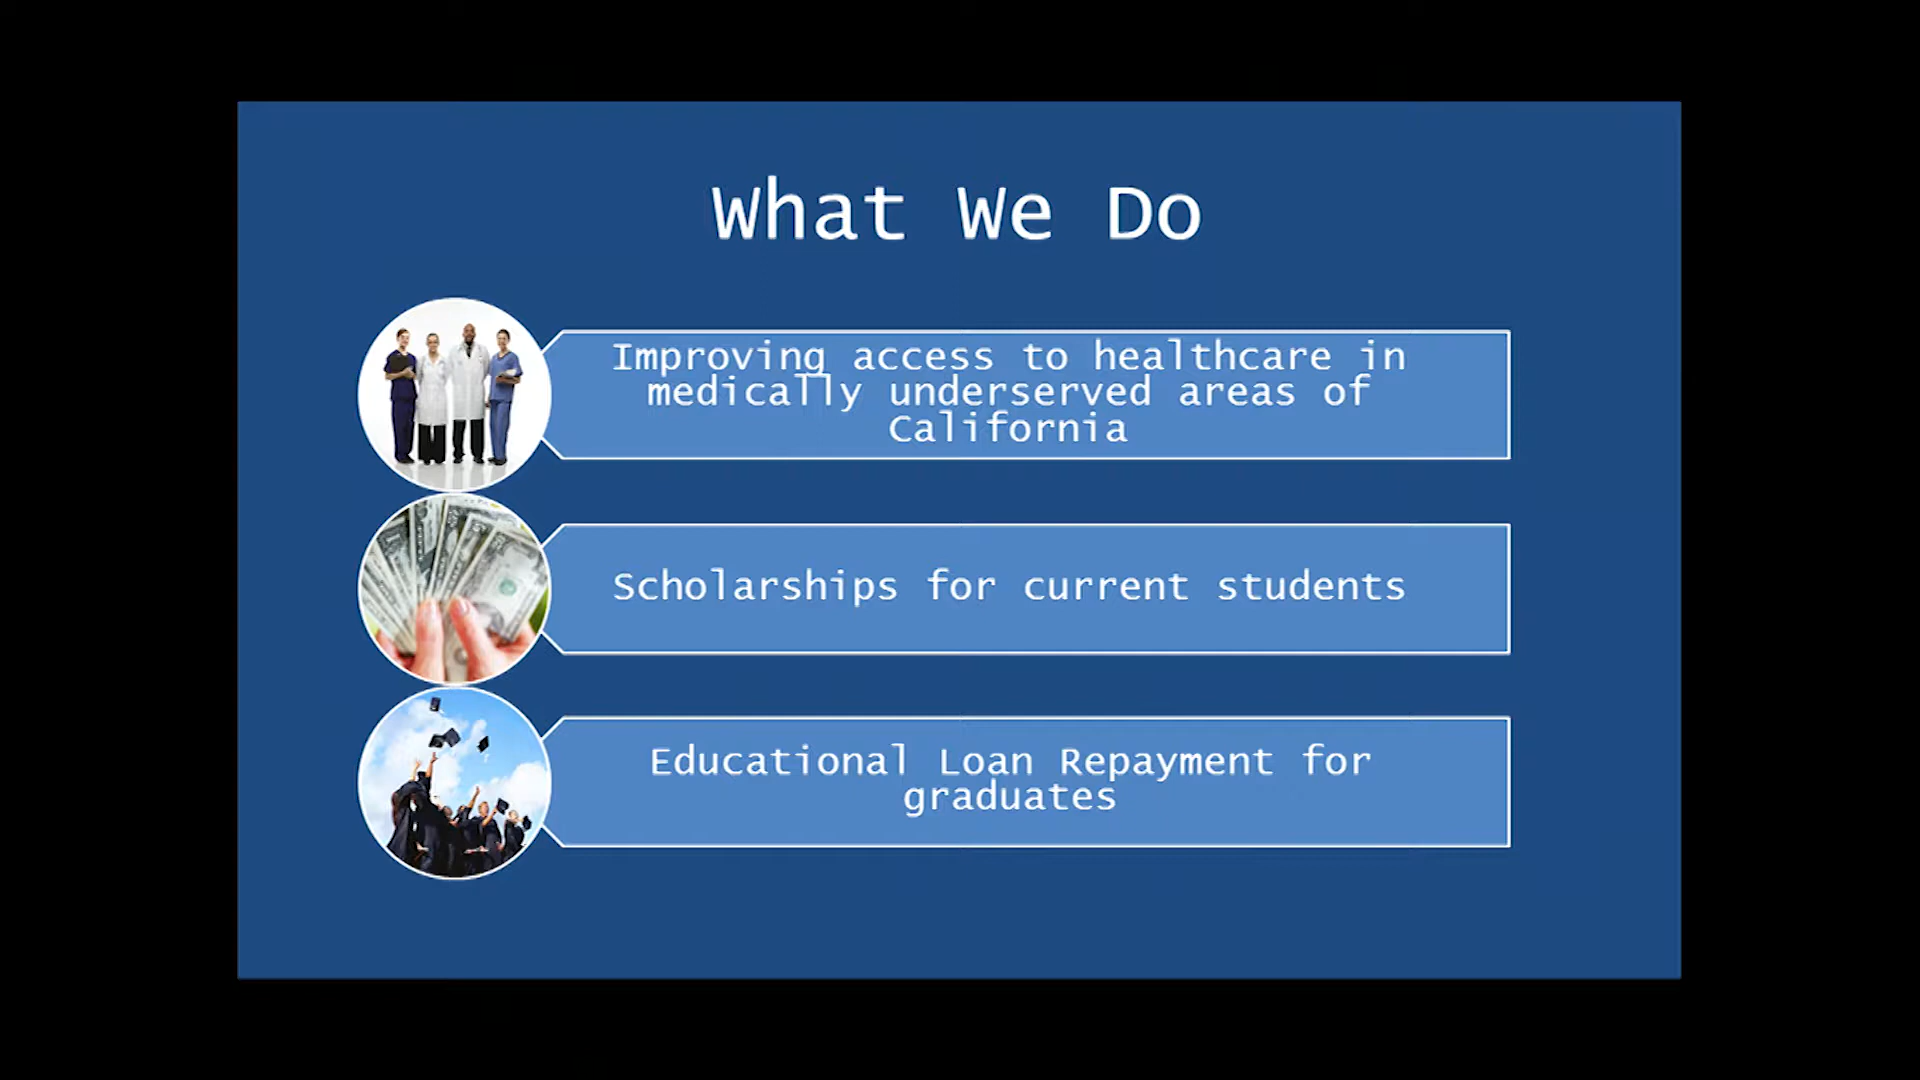 What We Do
Improving access to healthcare in
medically underserved areas of
California
Scholarships for current students
Educational Loan Repayment for
graduates